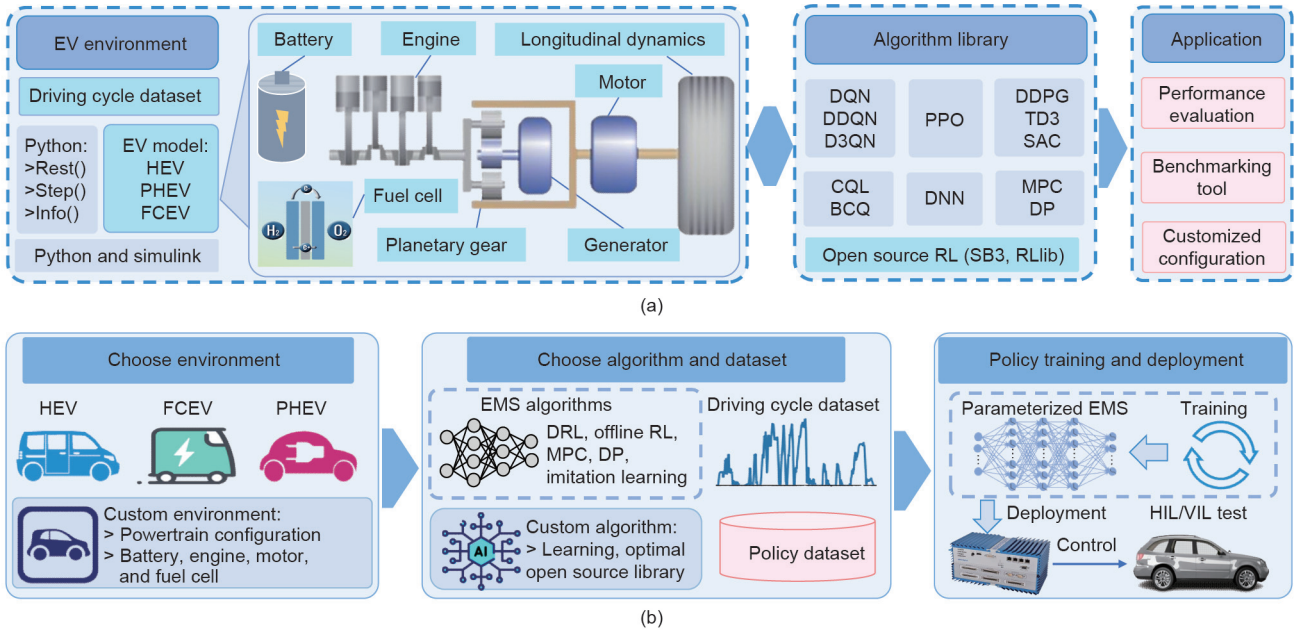 EV environment
Driving cycle dataset
Python:
>Rest()
>Step()
>Info()
EV model:
HEV
PHEV
FCEV
Python and simulink
Battery
Engine
Longitudinal dynamics
Motor
Fuel cell
H₂
O₂
Planetary gear
Generator
Algorithm library
DQN
DDQN
D3QN
PPO
DDPG
TD3
SAC
CQL
BCQ
DNN
MPC
DP
Open source RL (SB3, RLlib)
Application
Performance
evaluation
Benchmarking
tool
Customized
configuration
(a)
Choose environment
HEV
FCEV
PHEV
Custom environment:
> Powertrain configuration
> Battery, engine, motor,
and fuel cell
Choose algorithm and dataset
EMS algorithms
DRL, offline RL,
MPC, DP,
imitation learning
Driving cycle dataset
AI
Custom algorithm:
> Learning, optimal
open source library
Policy dataset
Policy training and deployment
Parameterized EMS
Training
Deployment
HIL/VIL test
Control
(b)